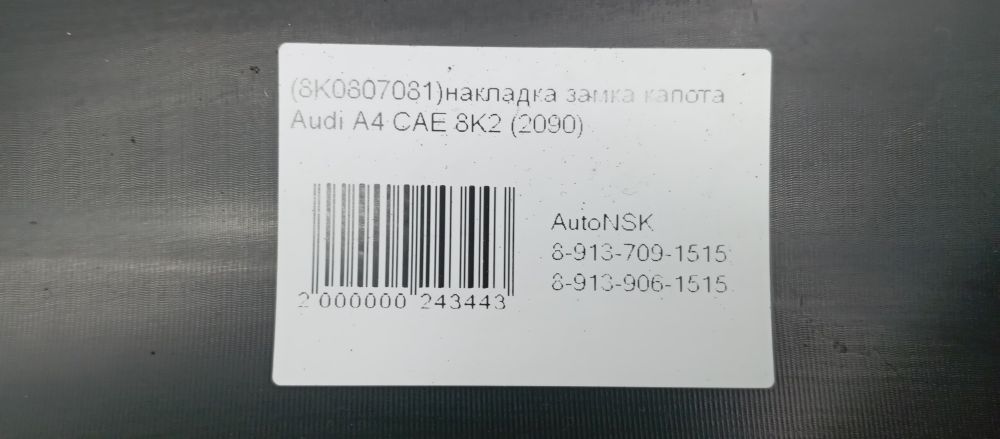 (8K0807081)накладка замка капота
Audi A4 CAE 8K2 (2090)
AutoNSK
8-913-709-1515
8-913-906-1515
2 000000 243443